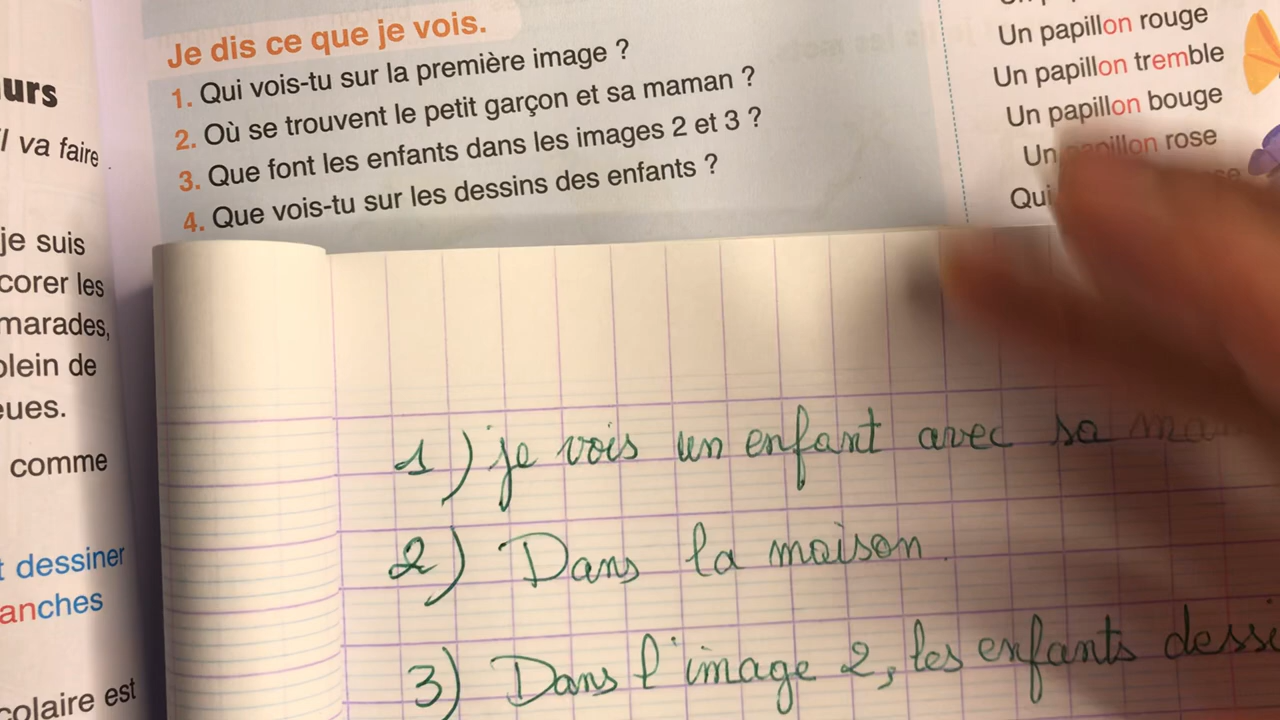 urs
l va faire
je suis
corer les
marades,
plein de
eues.
comme
t dessiner
anches
colaire est
Je dis ce que je vois.
1. Qui vois-tu sur la première image ?
2. Où se trouvent le petit garçon et sa maman ?
3. Que font les enfants dans les images 2 et 3 ?
4. Que vois-tu sur les dessins des enfants ?
Un papillon rouge
Un papillon tremble
Un papillon bouge
Un papillon rose
Qui
1) je vois un enfant avec sa
2) Dans la maison.
3) Dans l'image 2, les enfants dessi